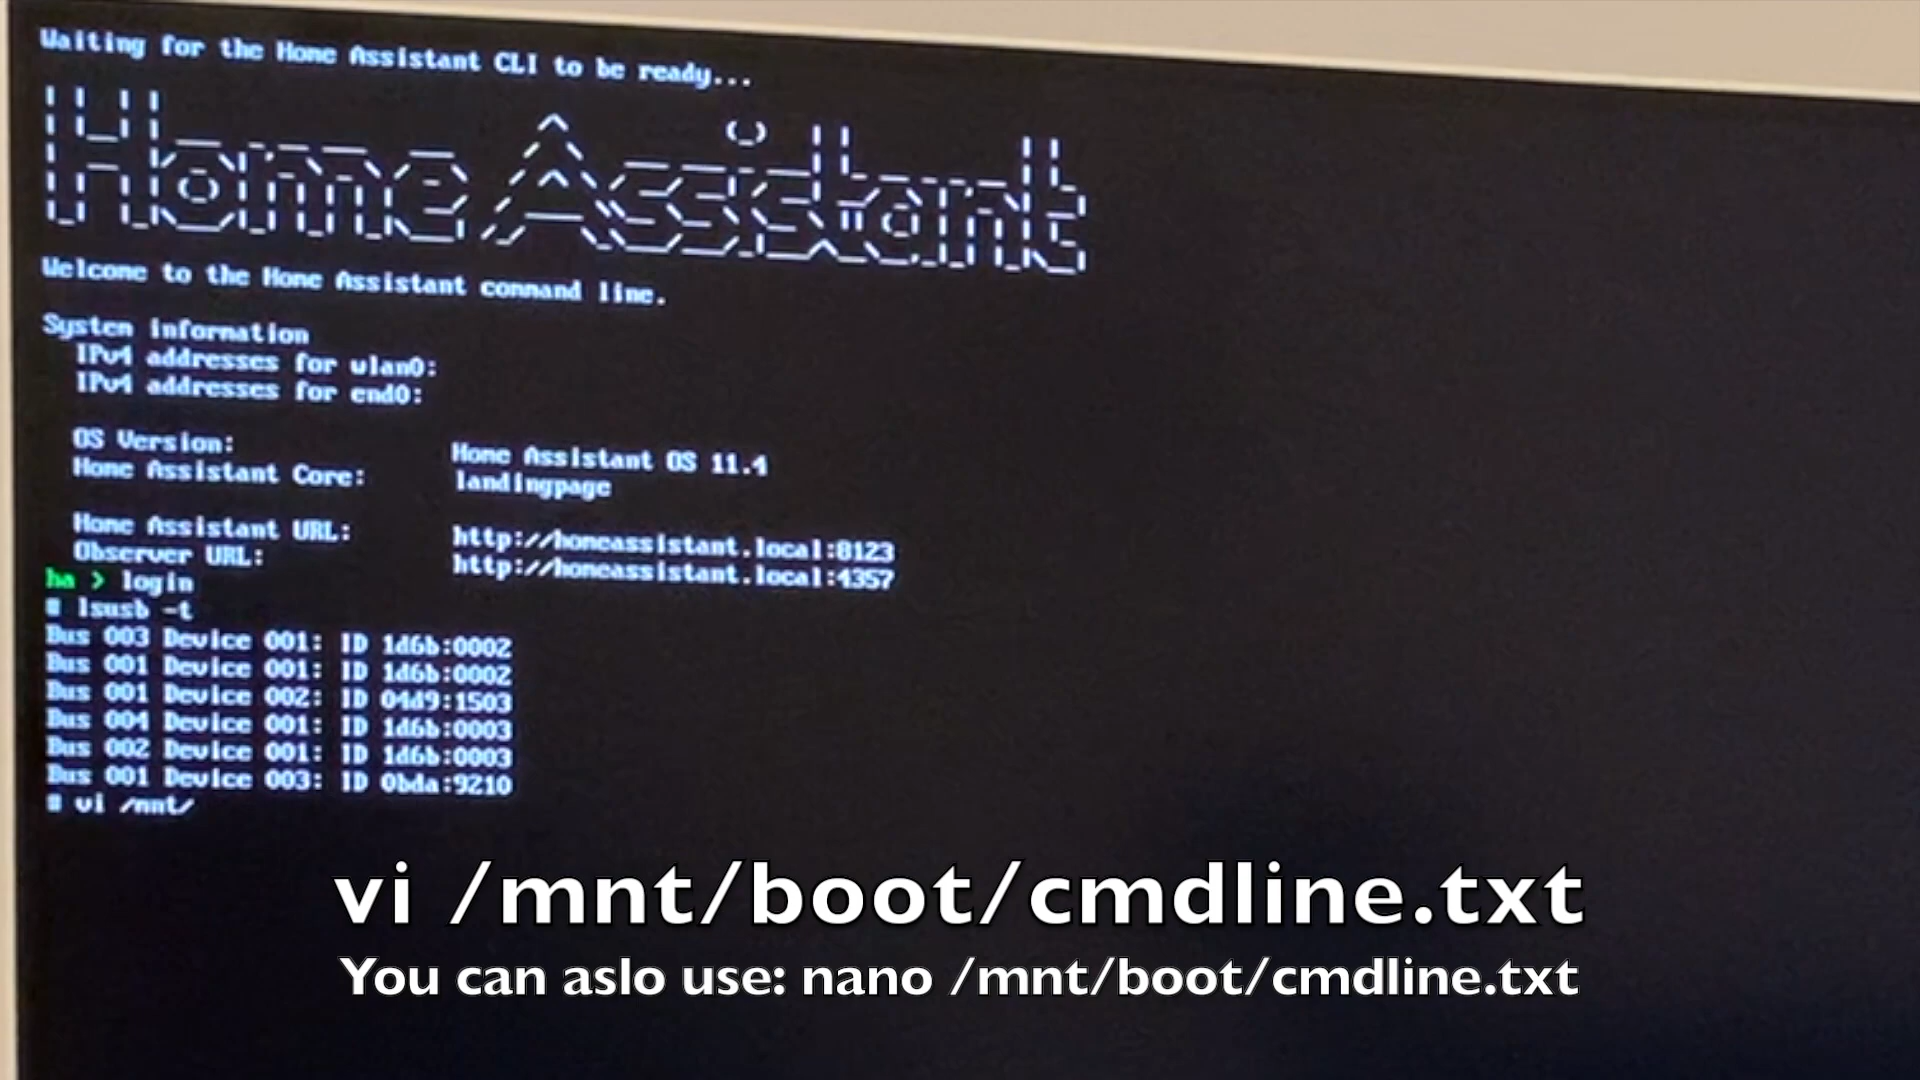 Waiting for the Home Assistant CLI to be ready...
Home Assistant
Welcome to the Home Assistant command line.
System information
IPv4 addresses for wlan0:
IPv4 addresses for end0:
OS Version: Home Assistant OS 11.4
Home Assistant Core: landingpage
Home Assistant URL: http://homeassistant.local:8123
Observer URL: http://homeassistant.local:4357
ha > login
# lsusb -t
Bus 003 Device 001: ID 1d6b:0002
Bus 001 Device 001: ID 1d6b:0002
Bus 001 Device 002: ID 04d9:1503
Bus 004 Device 001: ID 1d6b:0003
Bus 002 Device 001: ID 1d6b:0003
Bus 001 Device 003: ID 0bda:9210
# vi /mnt/
vi /mnt/boot/cmdline.txt
You can aslo use: nano /mnt/boot/cmdline.txt